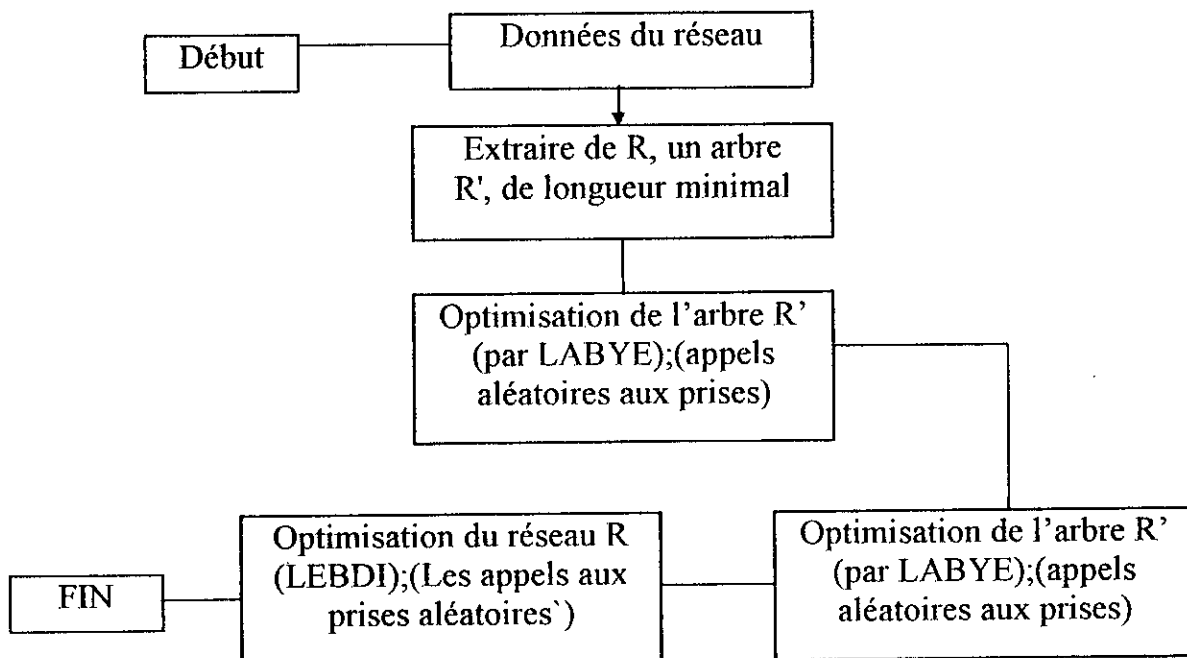 Début
Données du réseau
Extraire de R, un arbre
R', de longueur minimal
Optimisation de l'arbre R’
(par LABYE);(appels
aléatoires aux prises)
Optimisation de l'arbre R’
(par LABYE);(appels
aléatoires aux prises)
Optimisation du réseau R
(LEBDI);(Les appels aux
prises aléatoires`)
FIN